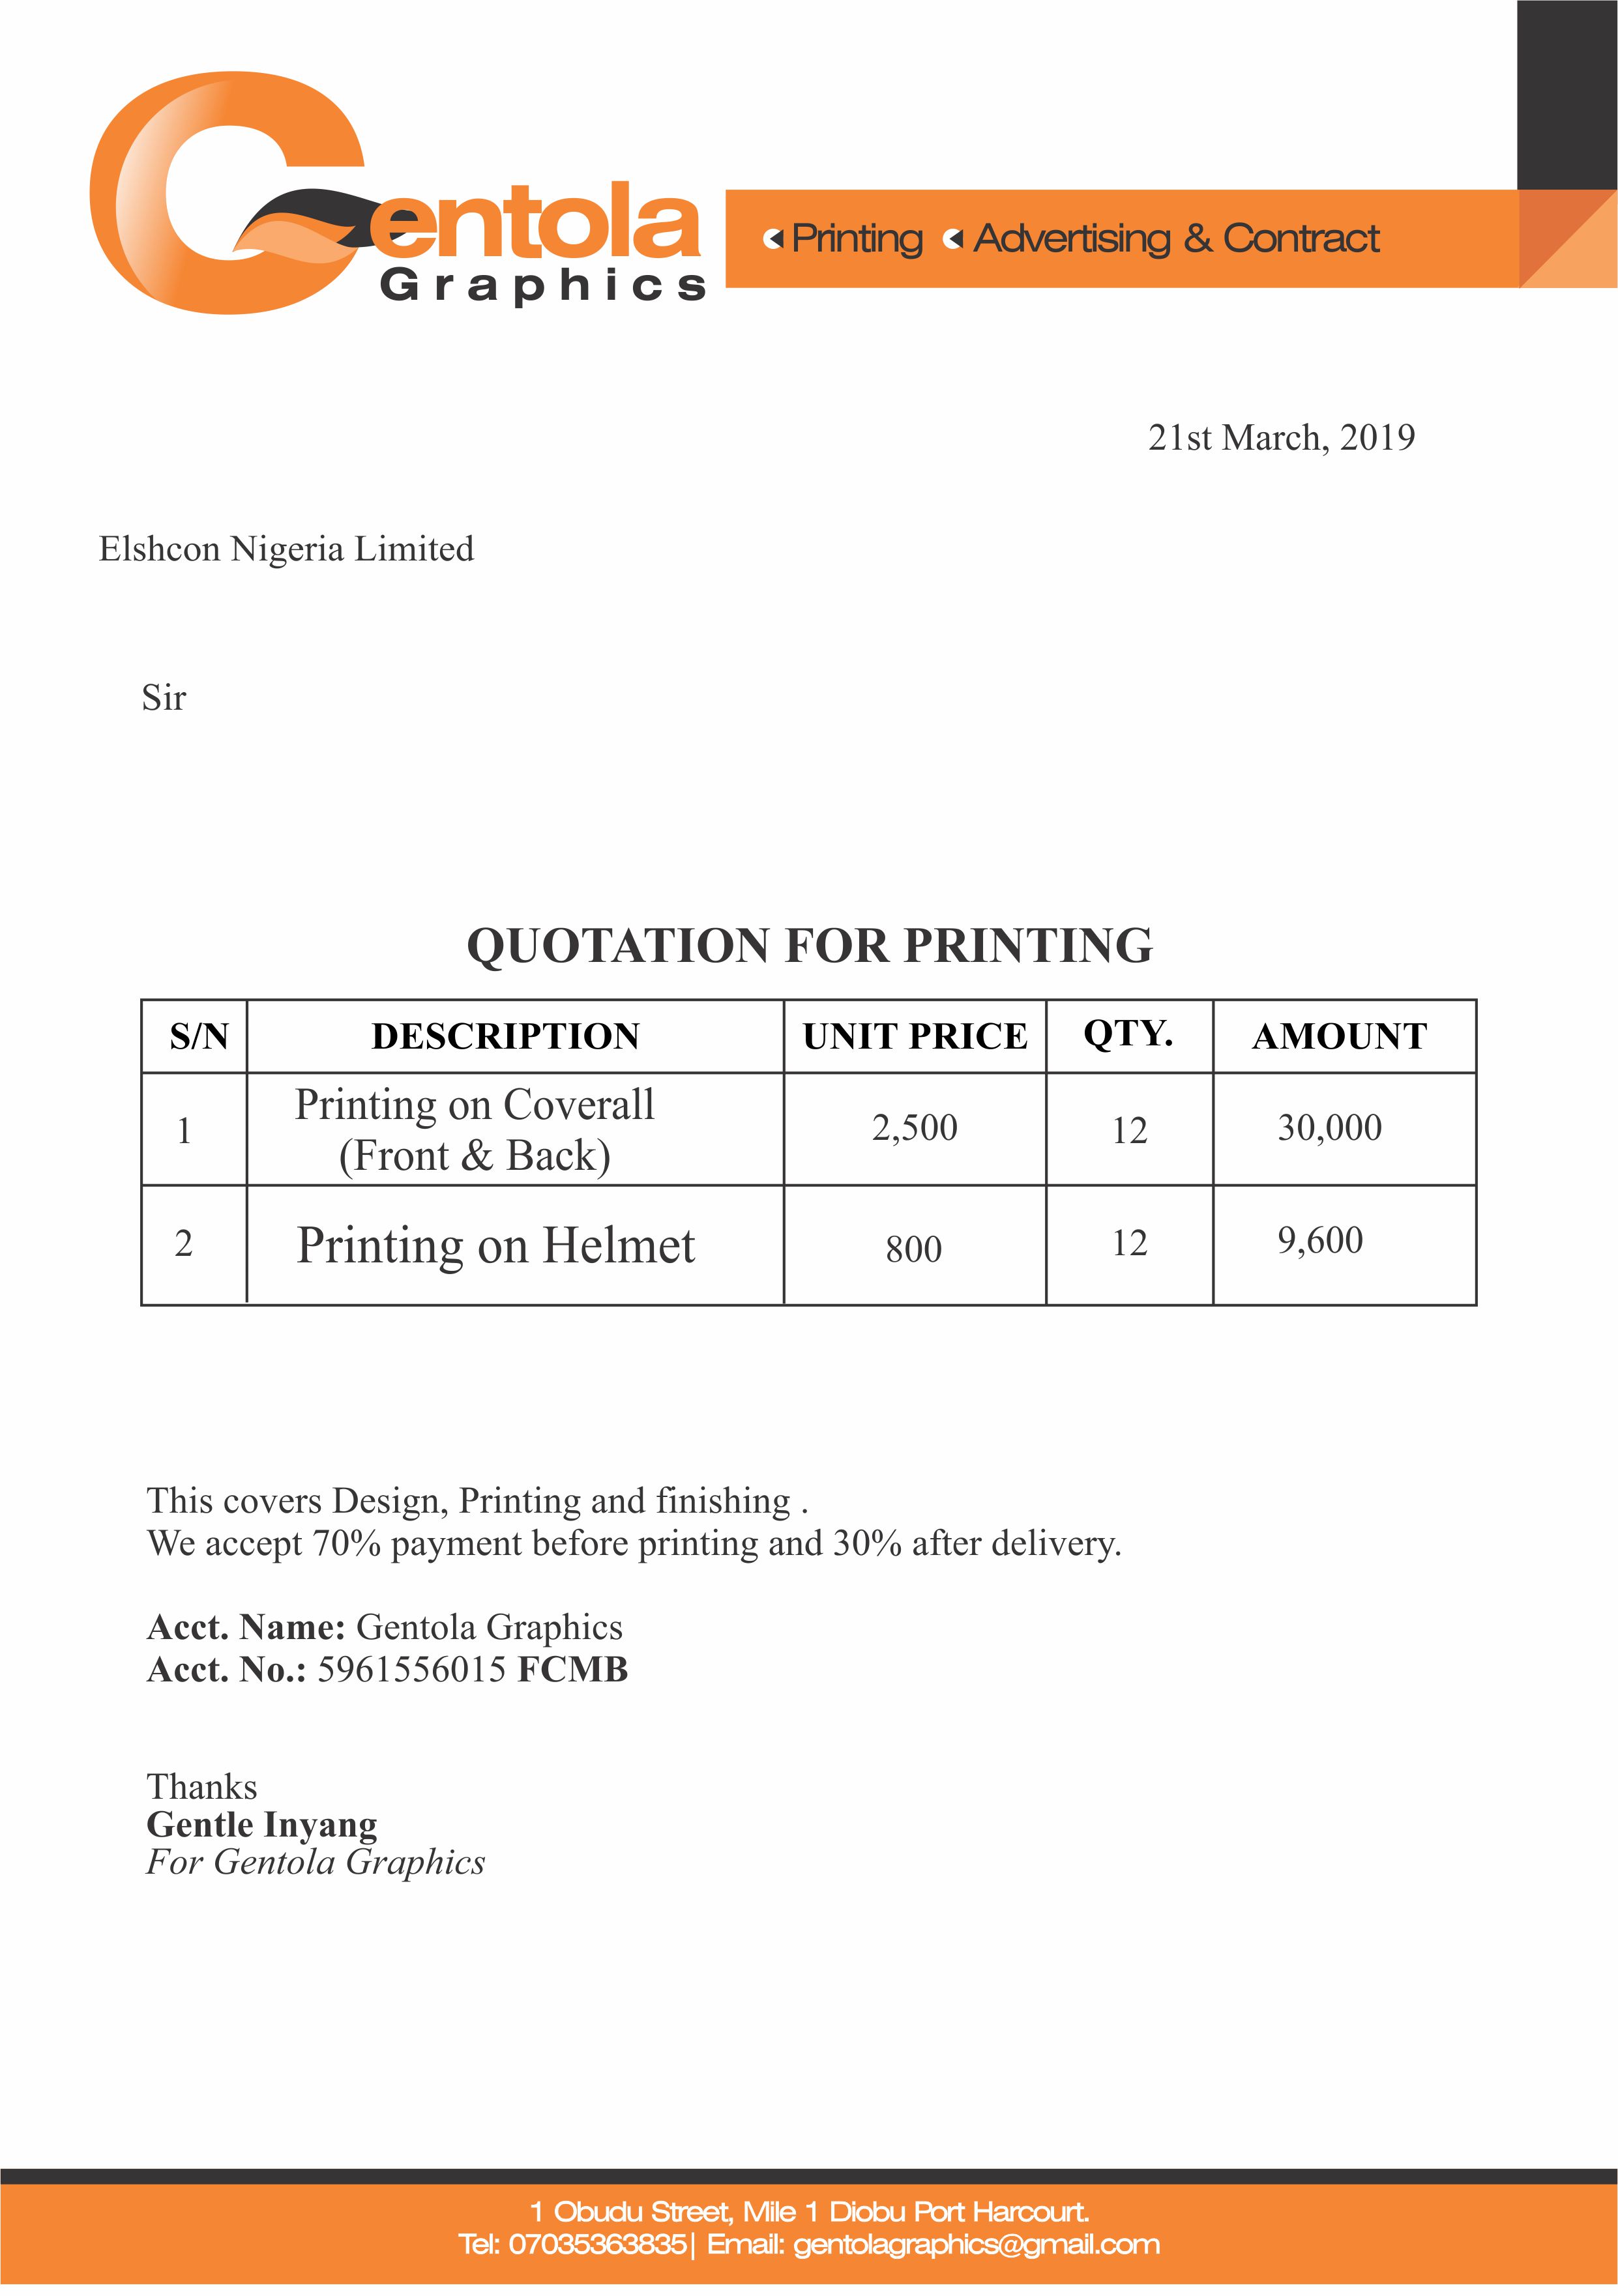 Gentola
Graphics
Printing Advertising & Contract
21st March, 2019
Elshcon Nigeria Limited
Sir
QUOTATION FOR PRINTING
S/N DESCRIPTION UNIT PRICE QTY. AMOUNT
1 Printing on Coverall (Front & Back) 2,500 12 30,000
2 Printing on Helmet 800 12 9,600
This covers Design, Printing and finishing .
We accept 70% payment before printing and 30% after delivery.
Acct. Name: Gentola Graphics
Acct. No.: 5961556015 FCMB
Thanks
Gentle Inyang
For Gentola Graphics
1 Obudu Street, Mile 1 Diobu Port Harcourt.
Tel: 07035363835| Email: gentolagraphics@gmail.com